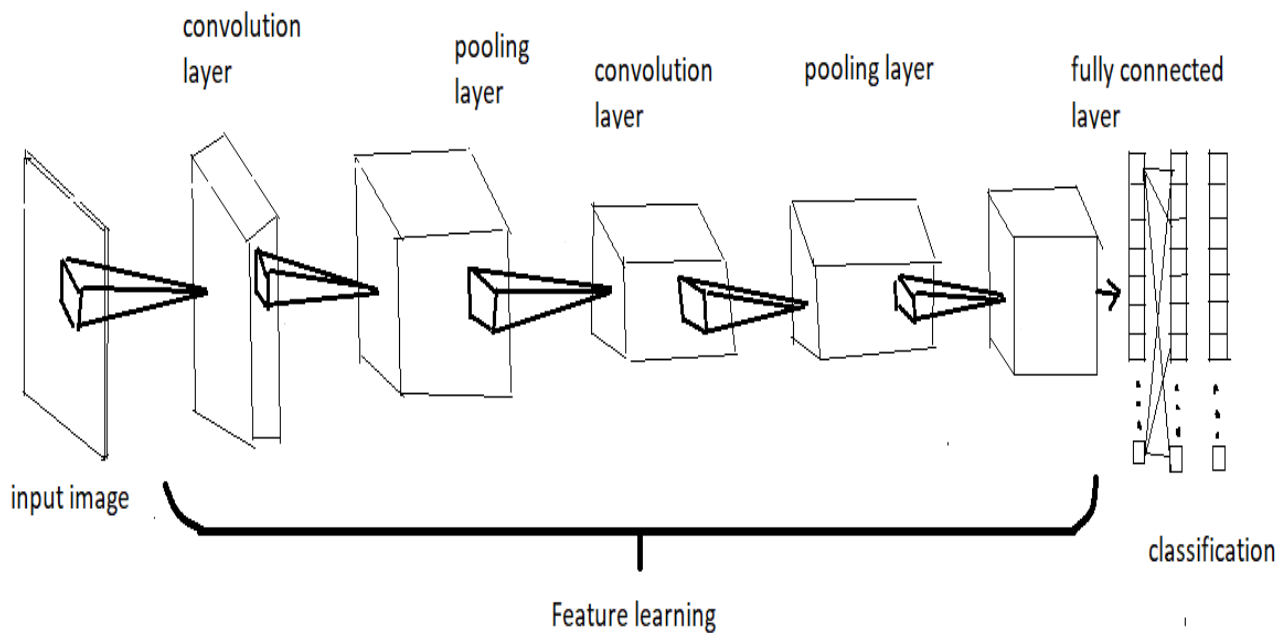 convolution
layer
pooling
layer
convolution
layer
pooling layer
fully connected
layer
input image
classification
Feature learning